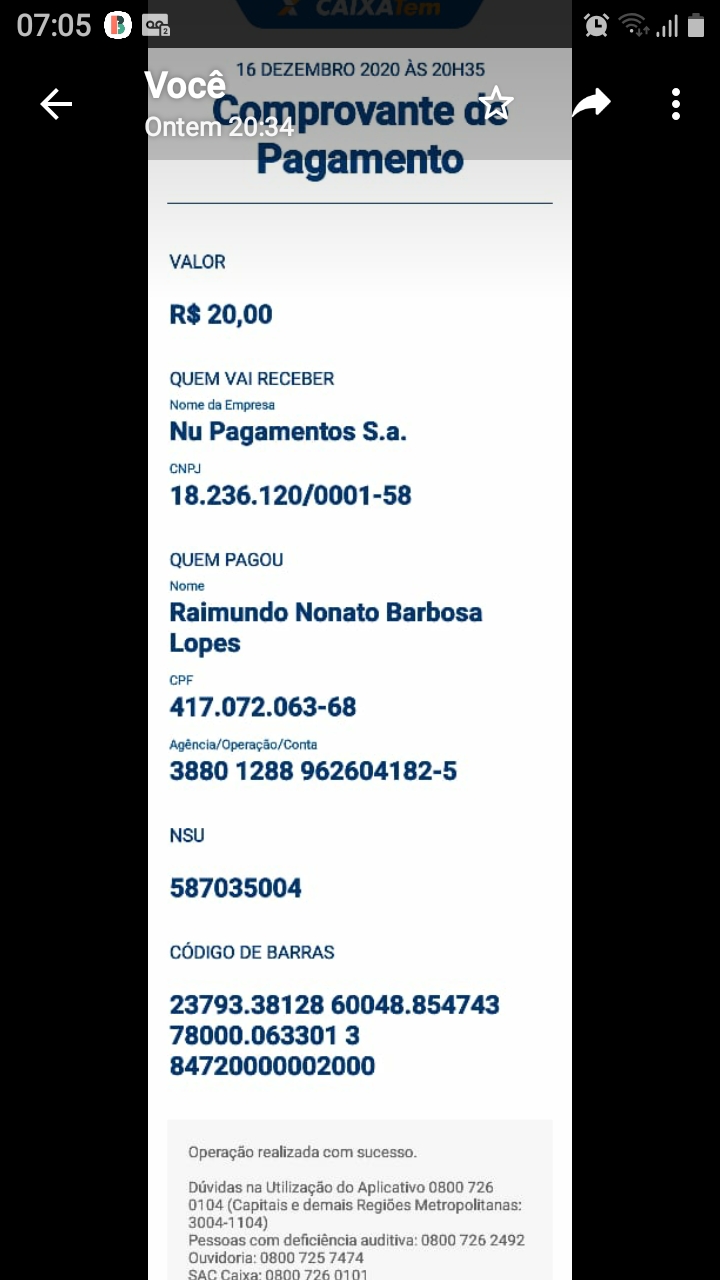 07:05
CAIXATem
16 DEZEMBRO 2020 ÀS 20H35
Você
Ontem 20:34
Comprovante de
Pagamento
VALOR
R$ 20,00
QUEM VAI RECEBER
Nome da Empresa
Nu Pagamentos S.a.
CNPJ
18.236.120/0001-58
QUEM PAGOU
Nome
Raimundo Nonato Barbosa
Lopes
CPF
417.072.063-68
Agência/Operação/Conta
3880 1288 962604182-5
NSU
587035004
CÓDIGO DE BARRAS
23793.38128 60048.854743
78000.063301 3
84720000002000
Operação realizada com sucesso.
Dúvidas na Utilização do Aplicativo 0800 726
0104 (Capitais e demais Regiões Metropolitanas:
3004-1104)
Pessoas com deficiência auditiva: 0800 726 2492
Ouvidoria: 0800 725 7474
SAC Caixa: 0800 726 0101